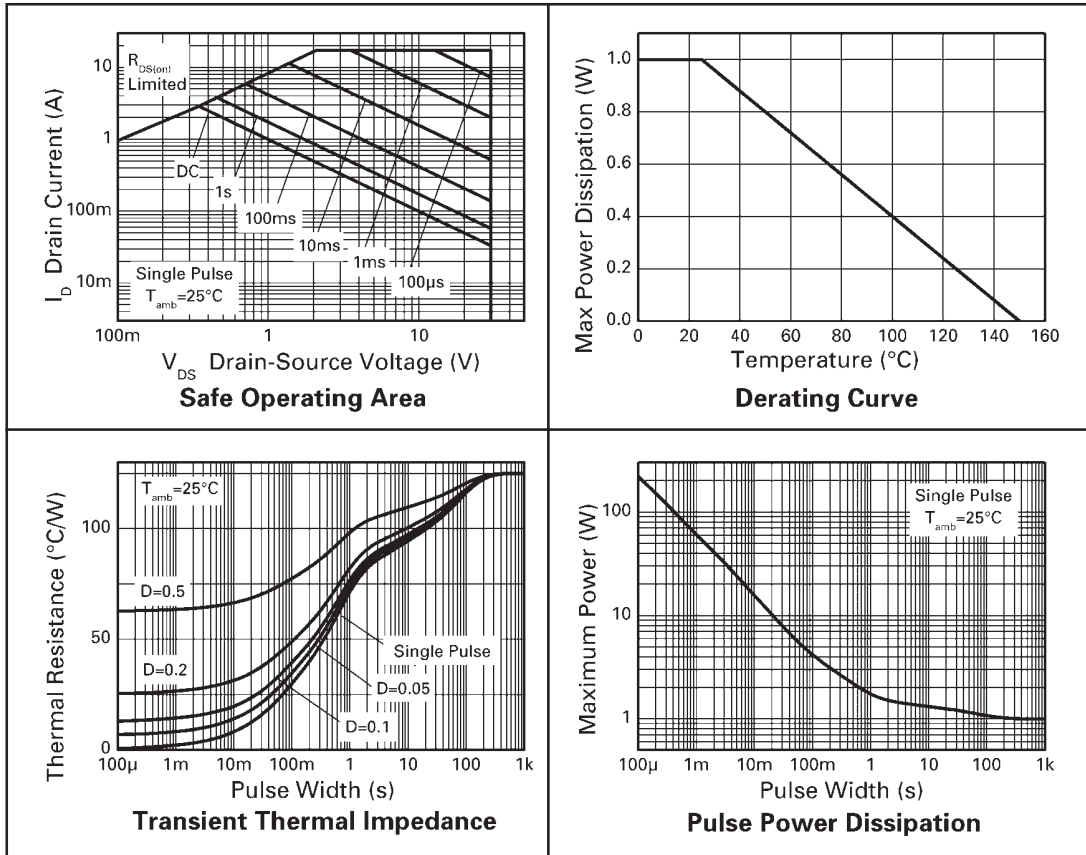 R_DS(on)
Limited
10
1
100m
10m
I_D Drain Current (A)
DC
1s
100ms
10ms
1ms
100µs
Single Pulse
T_amb=25°C
100m 1 10
V_DS Drain-Source Voltage (V)
Safe Operating Area
Max Power Dissipation (W)
1.0
0.8
0.6
0.4
0.2
0.0
0 20 40 60 80 100 120 140 160
Temperature (°C)
Derating Curve
Thermal Resistance (°C/W)
T_amb=25°C
100
50
0
D=0.5
D=0.2
Single Pulse
D=0.05
D=0.1
100µ 1m 10m 100m 1 10 100 1k
Pulse Width (s)
Transient Thermal Impedance
Maximum Power (W)
Single Pulse
T_amb=25°C
100
10
1
100µ 1m 10m 100m 1 10 100 1k
Pulse Width (s)
Pulse Power Dissipation